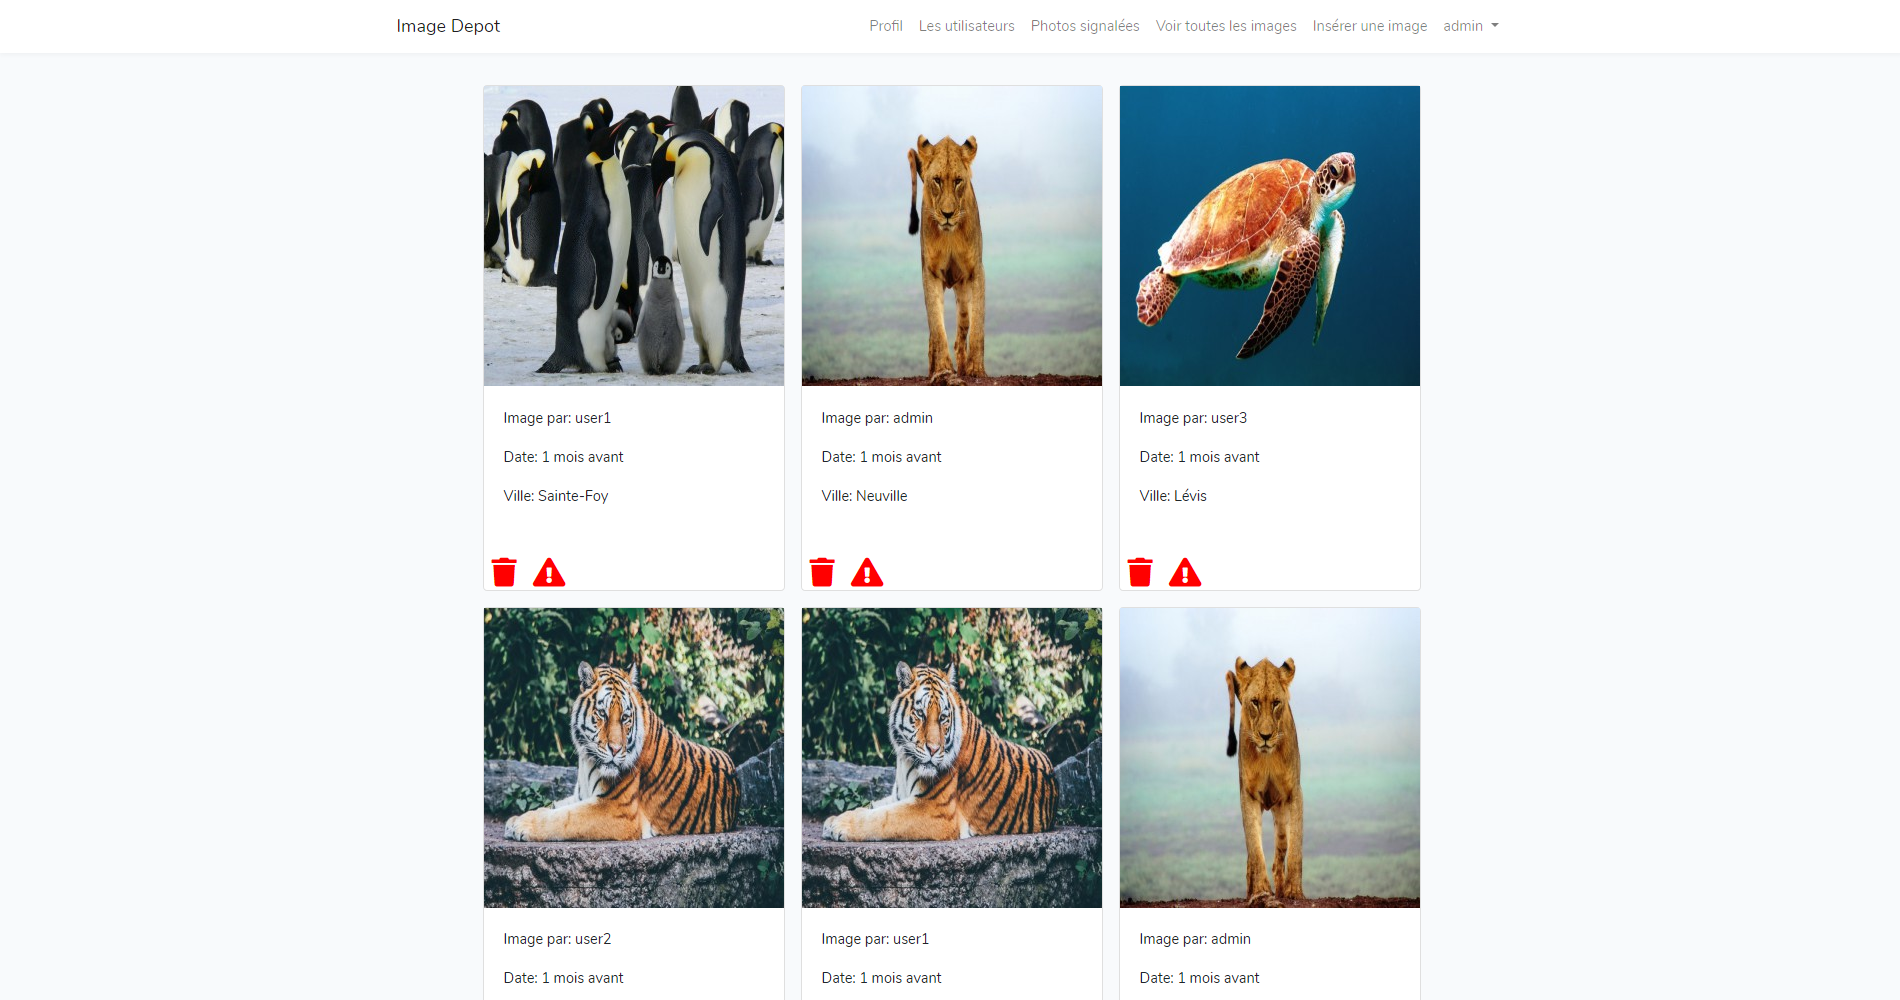 Image Depot
Profil
Les utilisateurs
Photos signalées
Voir toutes les images
Insérer une image
admin
Image par: user1
Date: 1 mois avant
Ville: Sainte-Foy
Image par: admin
Date: 1 mois avant
Ville: Neuville
Image par: user3
Date: 1 mois avant
Ville: Lévis
Image par: user2
Date: 1 mois avant
Image par: user1
Date: 1 mois avant
Image par: admin
Date: 1 mois avant